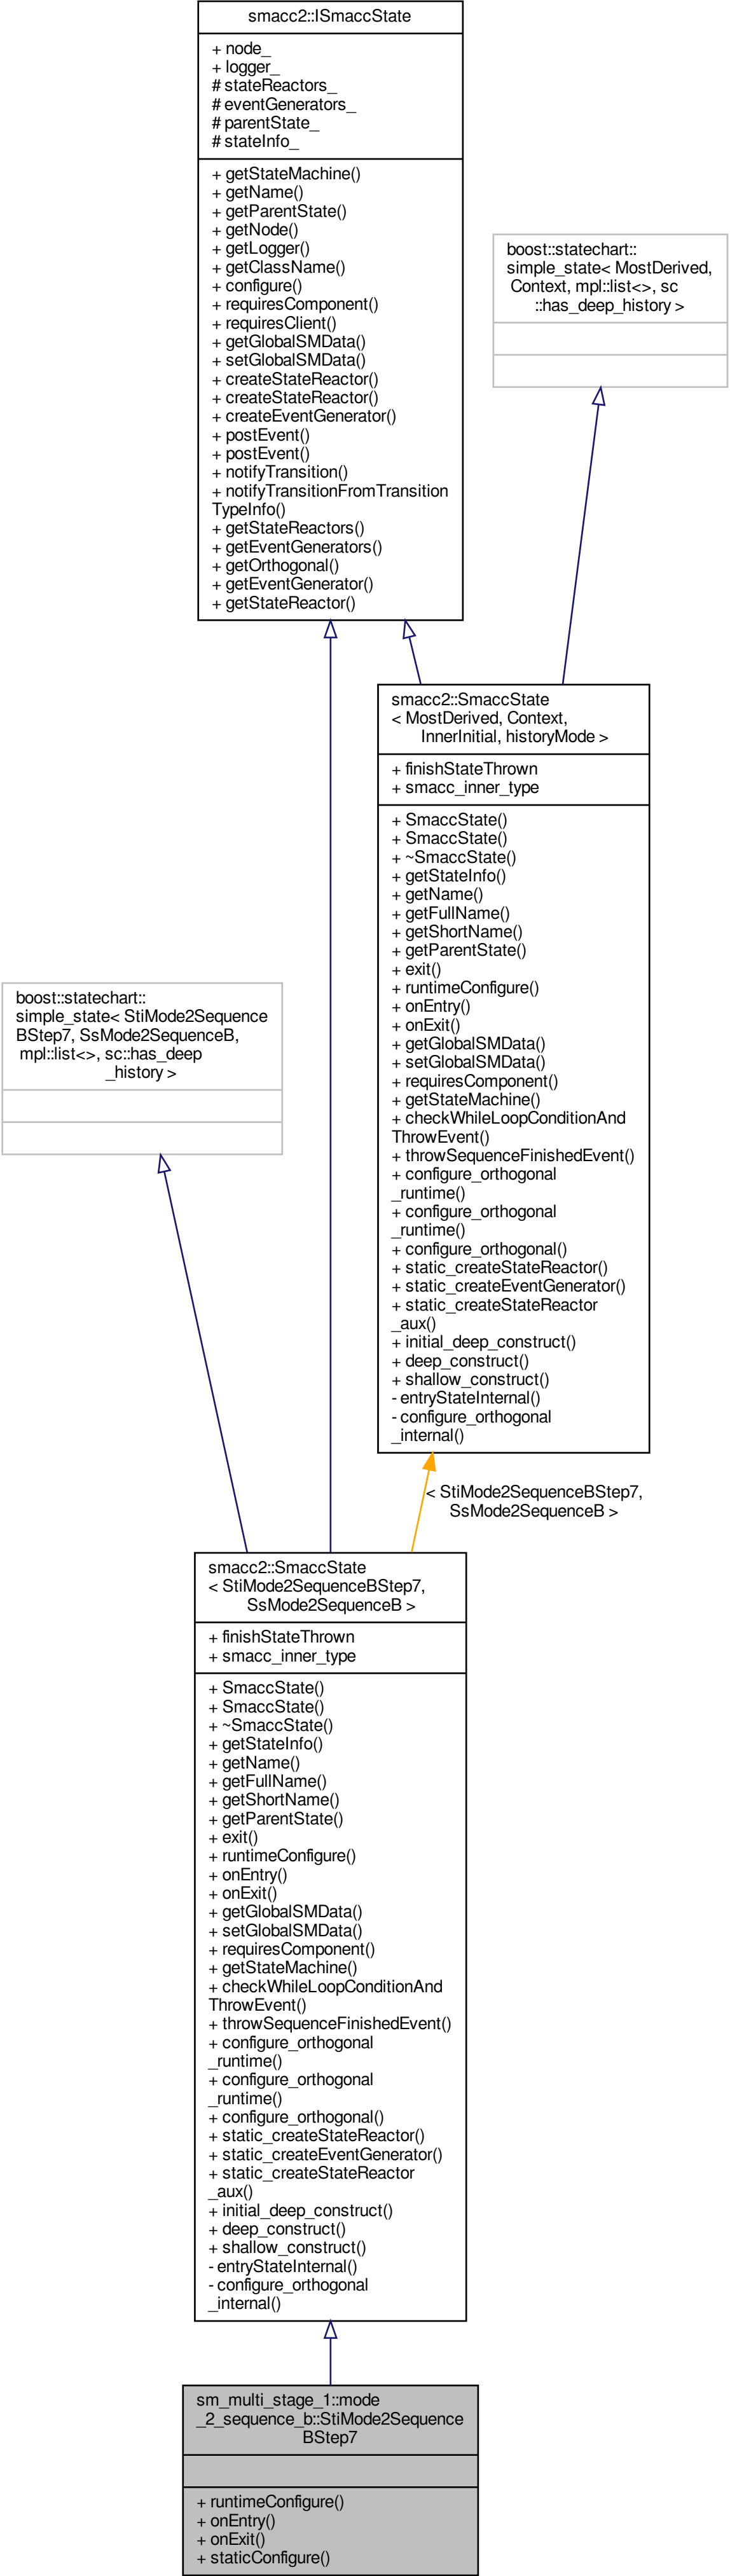 smacc2::ISmaccState
+ node_
+ logger_
# stateReactors_
# eventGenerators_
# parentState_
# stateInfo_
+ getStateMachine()
+ getName()
+ getParentState()
+ getNode()
+ getLogger()
+ getClassName()
+ configure()
+ requiresComponent()
+ requiresClient()
+ getGlobalSMData()
+ setGlobalSMData()
+ createStateReactor()
+ createStateReactor()
+ createEventGenerator()
+ postEvent()
+ postEvent()
+ notifyTransition()
+ notifyTransitionFromTransition
TypeInfo()
+ getStateReactors()
+ getEventGenerators()
+ getOrthogonal()
+ getEventGenerator()
+ getStateReactor()
boost::statechart::
simple_state< MostDerived,
Context, mpl::list<>, sc
::has_deep_history >
smacc2::SmaccState
< MostDerived, Context,
InnerInitial, historyMode >
+ finishStateThrown
+ smacc_inner_type
+ SmaccState()
+ SmaccState()
+ ~SmaccState()
+ getStateInfo()
+ getName()
+ getFullName()
+ getShortName()
+ getParentState()
+ exit()
+ runtimeConfigure()
+ onEntry()
+ onExit()
+ getGlobalSMData()
+ setGlobalSMData()
+ requiresComponent()
+ getStateMachine()
+ checkWhileLoopConditionAnd
ThrowEvent()
+ throwSequenceFinishedEvent()
+ configure_orthogonal
_runtime()
+ configure_orthogonal
_runtime()
+ configure_orthogonal()
+ static_createStateReactor()
+ static_createEventGenerator()
+ static_createStateReactor
_aux()
+ initial_deep_construct()
+ deep_construct()
+ shallow_construct()
- entryStateInternal()
- configure_orthogonal
_internal()
boost::statechart::
simple_state< StiMode2Sequence
BStep7, SsMode2SequenceB,
mpl::list<>, sc::has_deep
_history >
< StiMode2SequenceBStep7,
SsMode2SequenceB >
smacc2::SmaccState
< StiMode2SequenceBStep7,
SsMode2SequenceB >
+ finishStateThrown
+ smacc_inner_type
+ SmaccState()
+ SmaccState()
+ ~SmaccState()
+ getStateInfo()
+ getName()
+ getFullName()
+ getShortName()
+ getParentState()
+ exit()
+ runtimeConfigure()
+ onEntry()
+ onExit()
+ getGlobalSMData()
+ setGlobalSMData()
+ requiresComponent()
+ getStateMachine()
+ checkWhileLoopConditionAnd
ThrowEvent()
+ throwSequenceFinishedEvent()
+ configure_orthogonal
_runtime()
+ configure_orthogonal
_runtime()
+ configure_orthogonal()
+ static_createStateReactor()
+ static_createEventGenerator()
+ static_createStateReactor
_aux()
+ initial_deep_construct()
+ deep_construct()
+ shallow_construct()
- entryStateInternal()
- configure_orthogonal
_internal()
sm_multi_stage_1::mode
_2_sequence_b::StiMode2Sequence
BStep7
+ runtimeConfigure()
+ onEntry()
+ onExit()
+ staticConfigure()